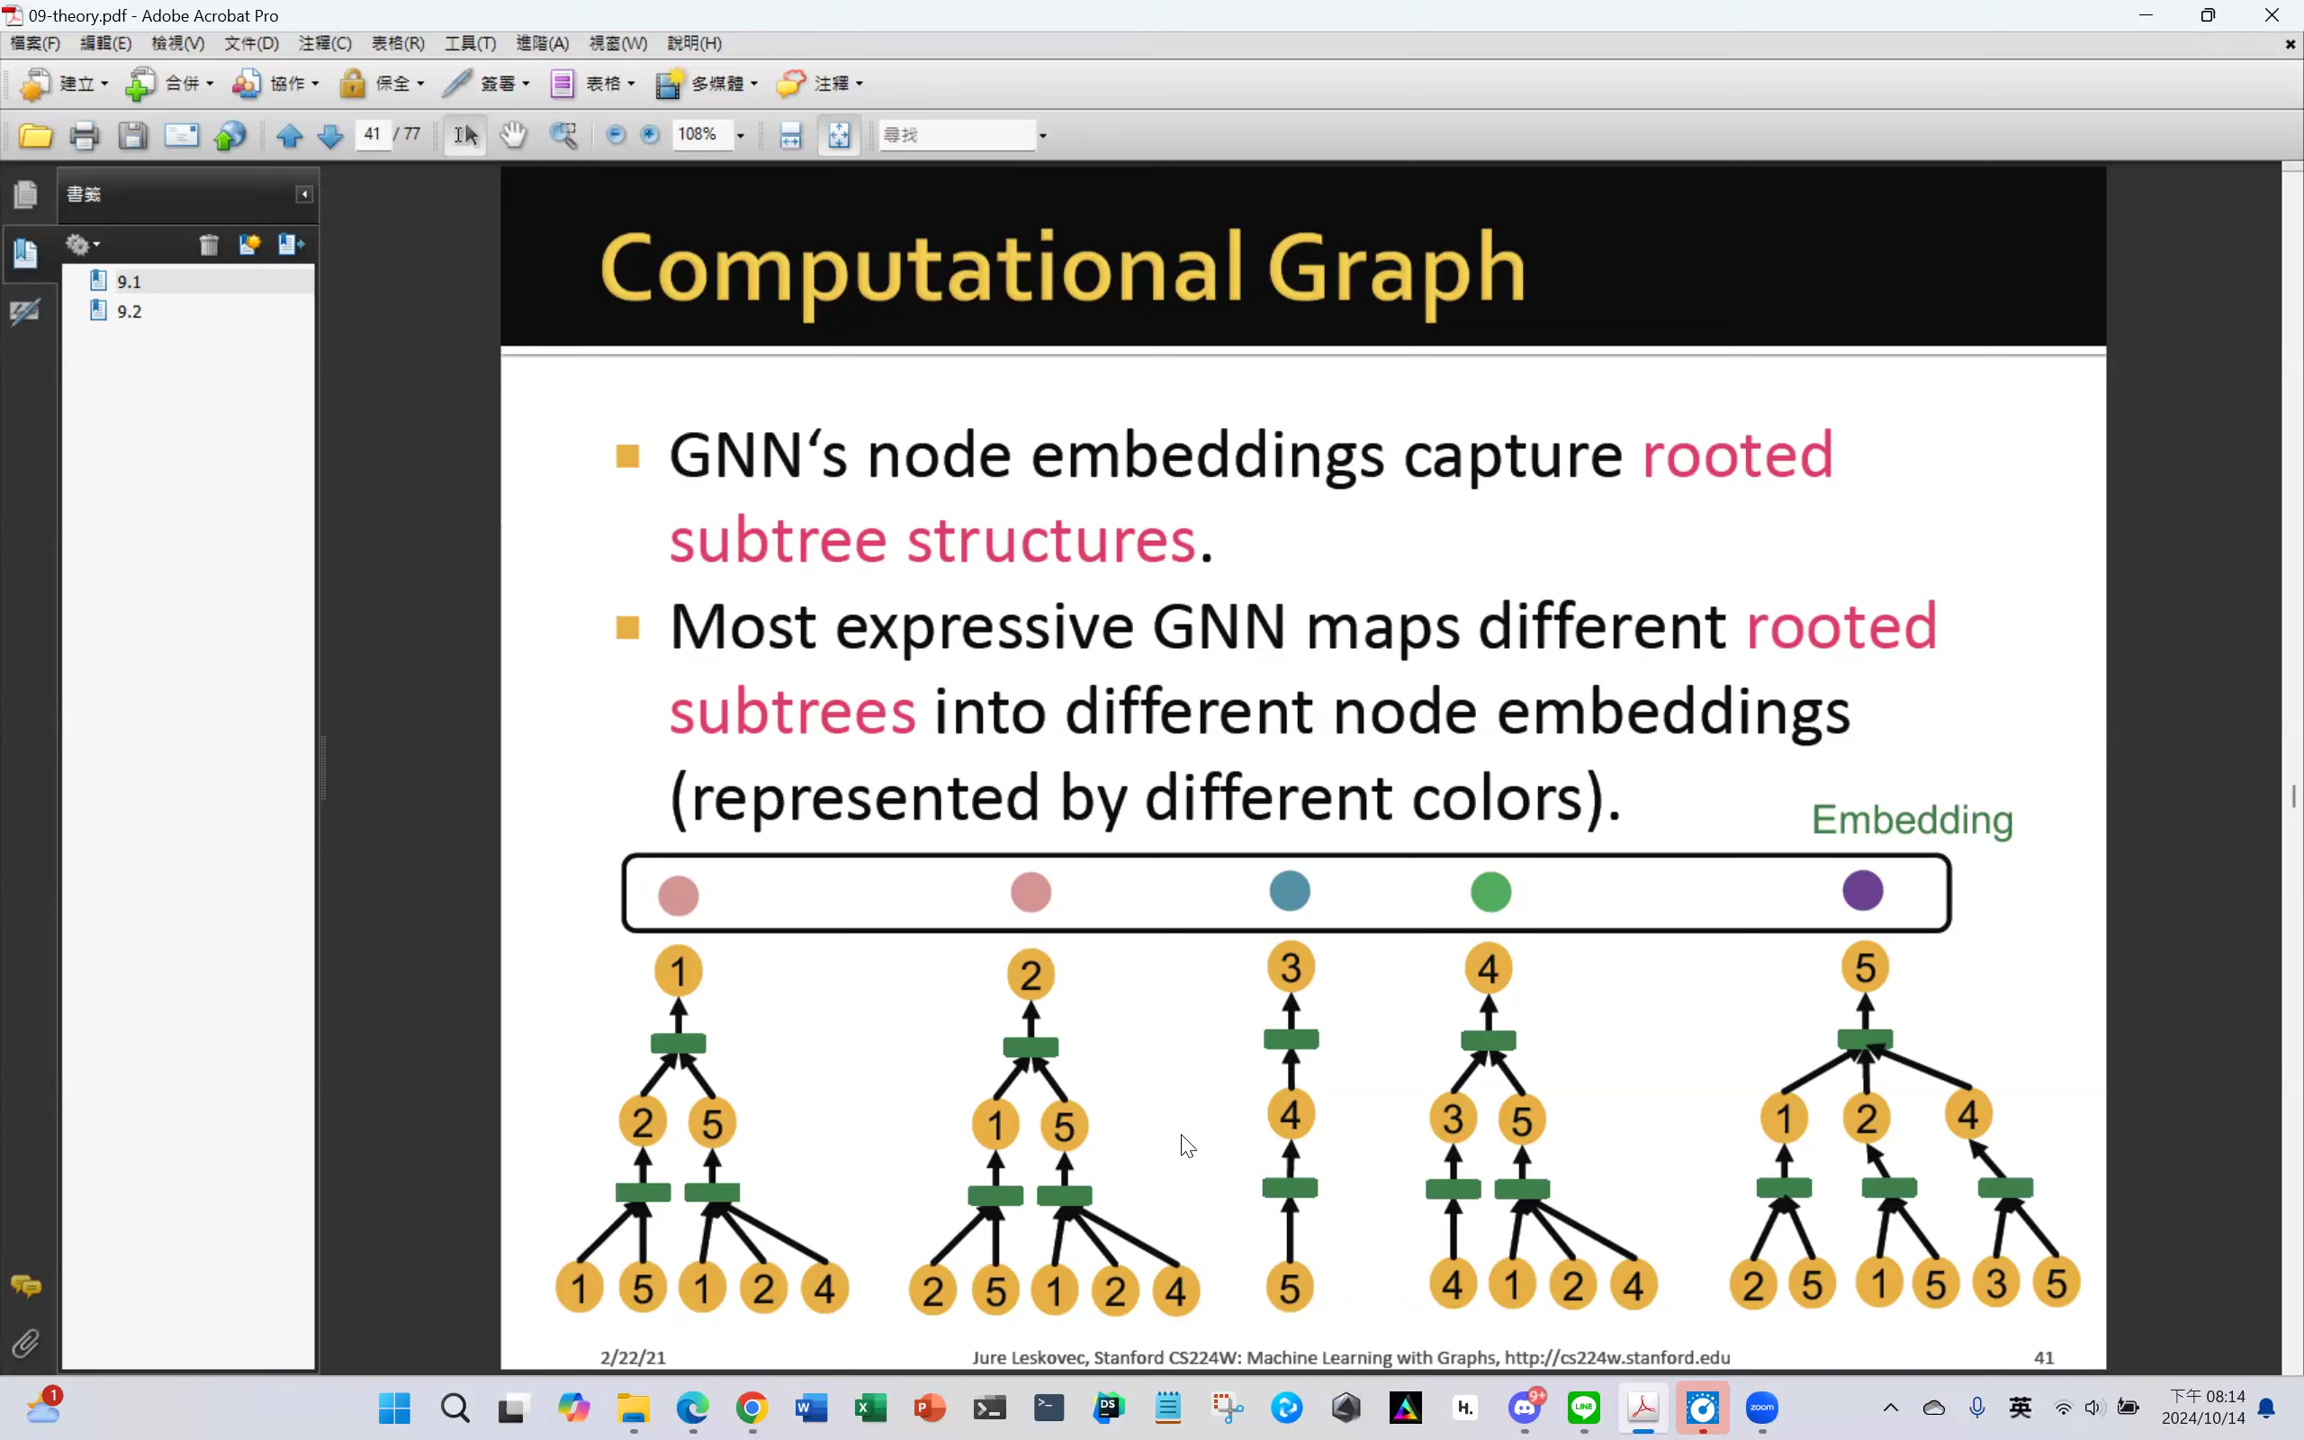 09-theory.pdf - Adobe Acrobat Pro
檔案(F) 編輯(E) 檢視(V) 文件(D) 注釋(C) 表格(R) 工具(T) 進階(A) 視窗(W) 說明(H)
建立 合併 協作 保全 簽署 表格 多媒體 注釋
41 / 77 108% 尋找
書籤
9.1
9.2
Computational Graph
GNN‘s node embeddings capture rooted
subtree structures.
Most expressive GNN maps different rooted
subtrees into different node embeddings
(represented by different colors).
Embedding
1 2 3 4 5
2 5 1 5 4 3 5 1 2 4
1 5 1 2 4 2 5 1 2 4 5 4 1 2 4 2 5 1 5 3 5
2/22/21 Jure Leskovec, Stanford CS224W: Machine Learning with Graphs, http://cs224w.stanford.edu 41
1 W X P DS H. 9+ LINE zoom 英 下午 08:14
2024/10/14